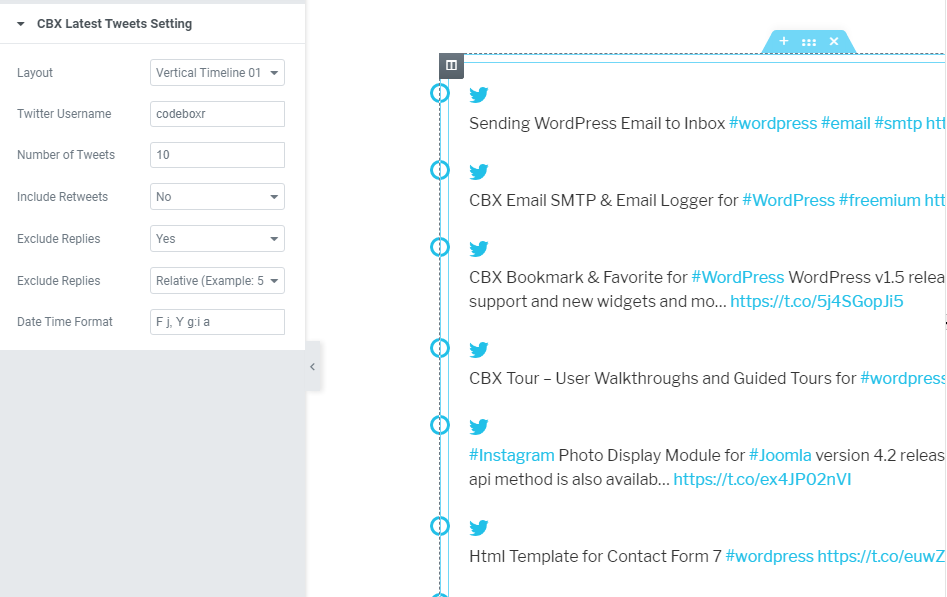 CBX Latest Tweets Setting
Layout Vertical Timeline 01
Twitter Username codeboxr
Number of Tweets 10
Include Retweets No
Exclude Replies Yes
Exclude Replies Relative (Example: 5
Date Time Format F j, Y g:i a
Sending WordPress Email to Inbox #wordpress #email #smtp htt
CBX Email SMTP & Email Logger for #WordPress #freemium htt
CBX Bookmark & Favorite for #WordPress WordPress v1.5 relea
support and new widgets and mo... https://t.co/5j4SGopJi5
CBX Tour – User Walkthroughs and Guided Tours for #wordpress
#Instagram Photo Display Module for #Joomla version 4.2 releas
api method is also availab... https://t.co/ex4JP02nVI
Html Template for Contact Form 7 #wordpress https://t.co/euwZ